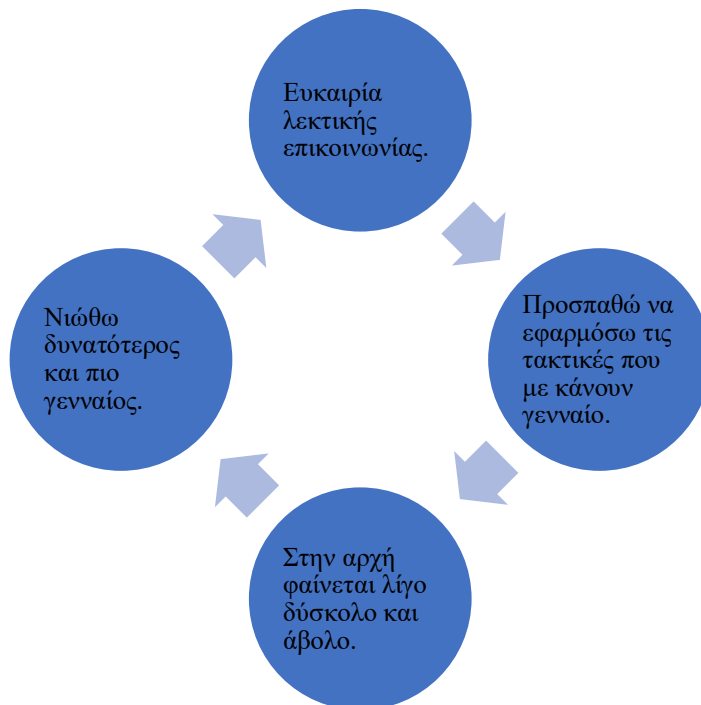 Ευκαιρία
λεκτικής
επικοινωνίας.
Προσπαθώ να
εφαρμόσω τις
τακτικές που
με κάνουν
γενναίο.
Στην αρχή
φαίνεται λίγο
δύσκολο και
άβολο.
Νιώθω
δυνατότερος
και πιο
γενναίος.